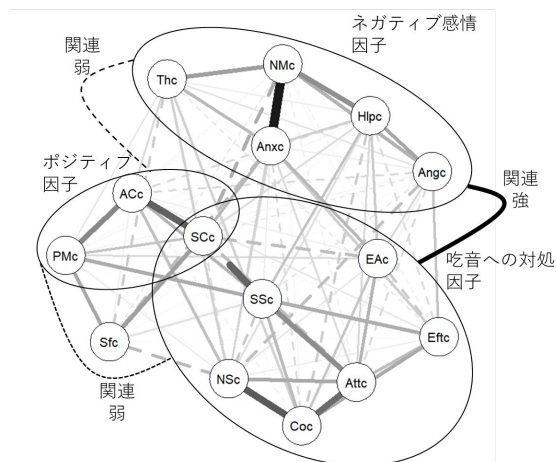 ネガティブ感情
因子
関連
弱
NMc
Thc
Hlpc
Anxc
Angc
ポジティブ
因子
関連
強
ACc
SCc
PMc
EAc
吃音への対処
因子
SSc
Sfc
Eftc
NSc
Attc
関連
弱
Coc